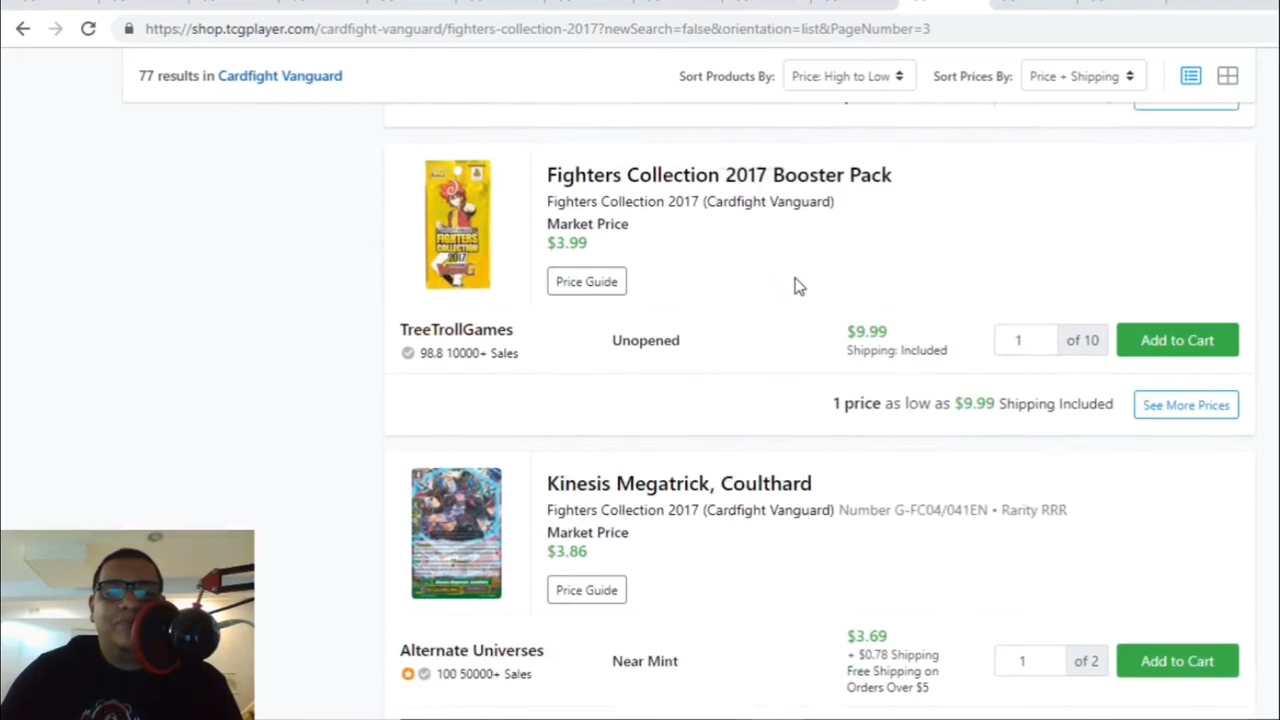 https://shop.tcgplayer.com/cardfight-vanguard/fighters-collection-2017?newSearch=false&orientation=list&PageNumber=3
77 results in Cardfight Vanguard
Sort Products By: Price: High to Low
Sort Prices By: Price + Shipping
Fighters Collection 2017 Booster Pack
Fighters Collection 2017 (Cardfight Vanguard)
Market Price
$3.99
Price Guide
FIGHTERS
COLLECTION
2017
TreeTrollGames
98.8 10000+ Sales
Unopened
$9.99
Shipping: Included
1 of 10
Add to Cart
1 price as low as $9.99 Shipping Included
See More Prices
Kinesis Megatrick, Coulthard
Fighters Collection 2017 (Cardfight Vanguard) Number G-FC04/041EN • Rarity RRR
Market Price
$3.86
Price Guide
Alternate Universes
100 50000+ Sales
Near Mint
$3.69
+ $0.78 Shipping
Free Shipping on
Orders Over $5
1 of 2
Add to Cart